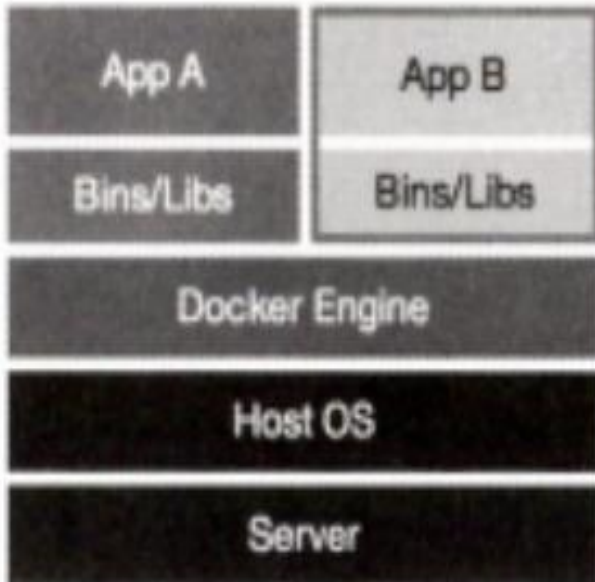 App A
App B
Bins/Libs
Bins/Libs
Docker Engine
Host OS
Server